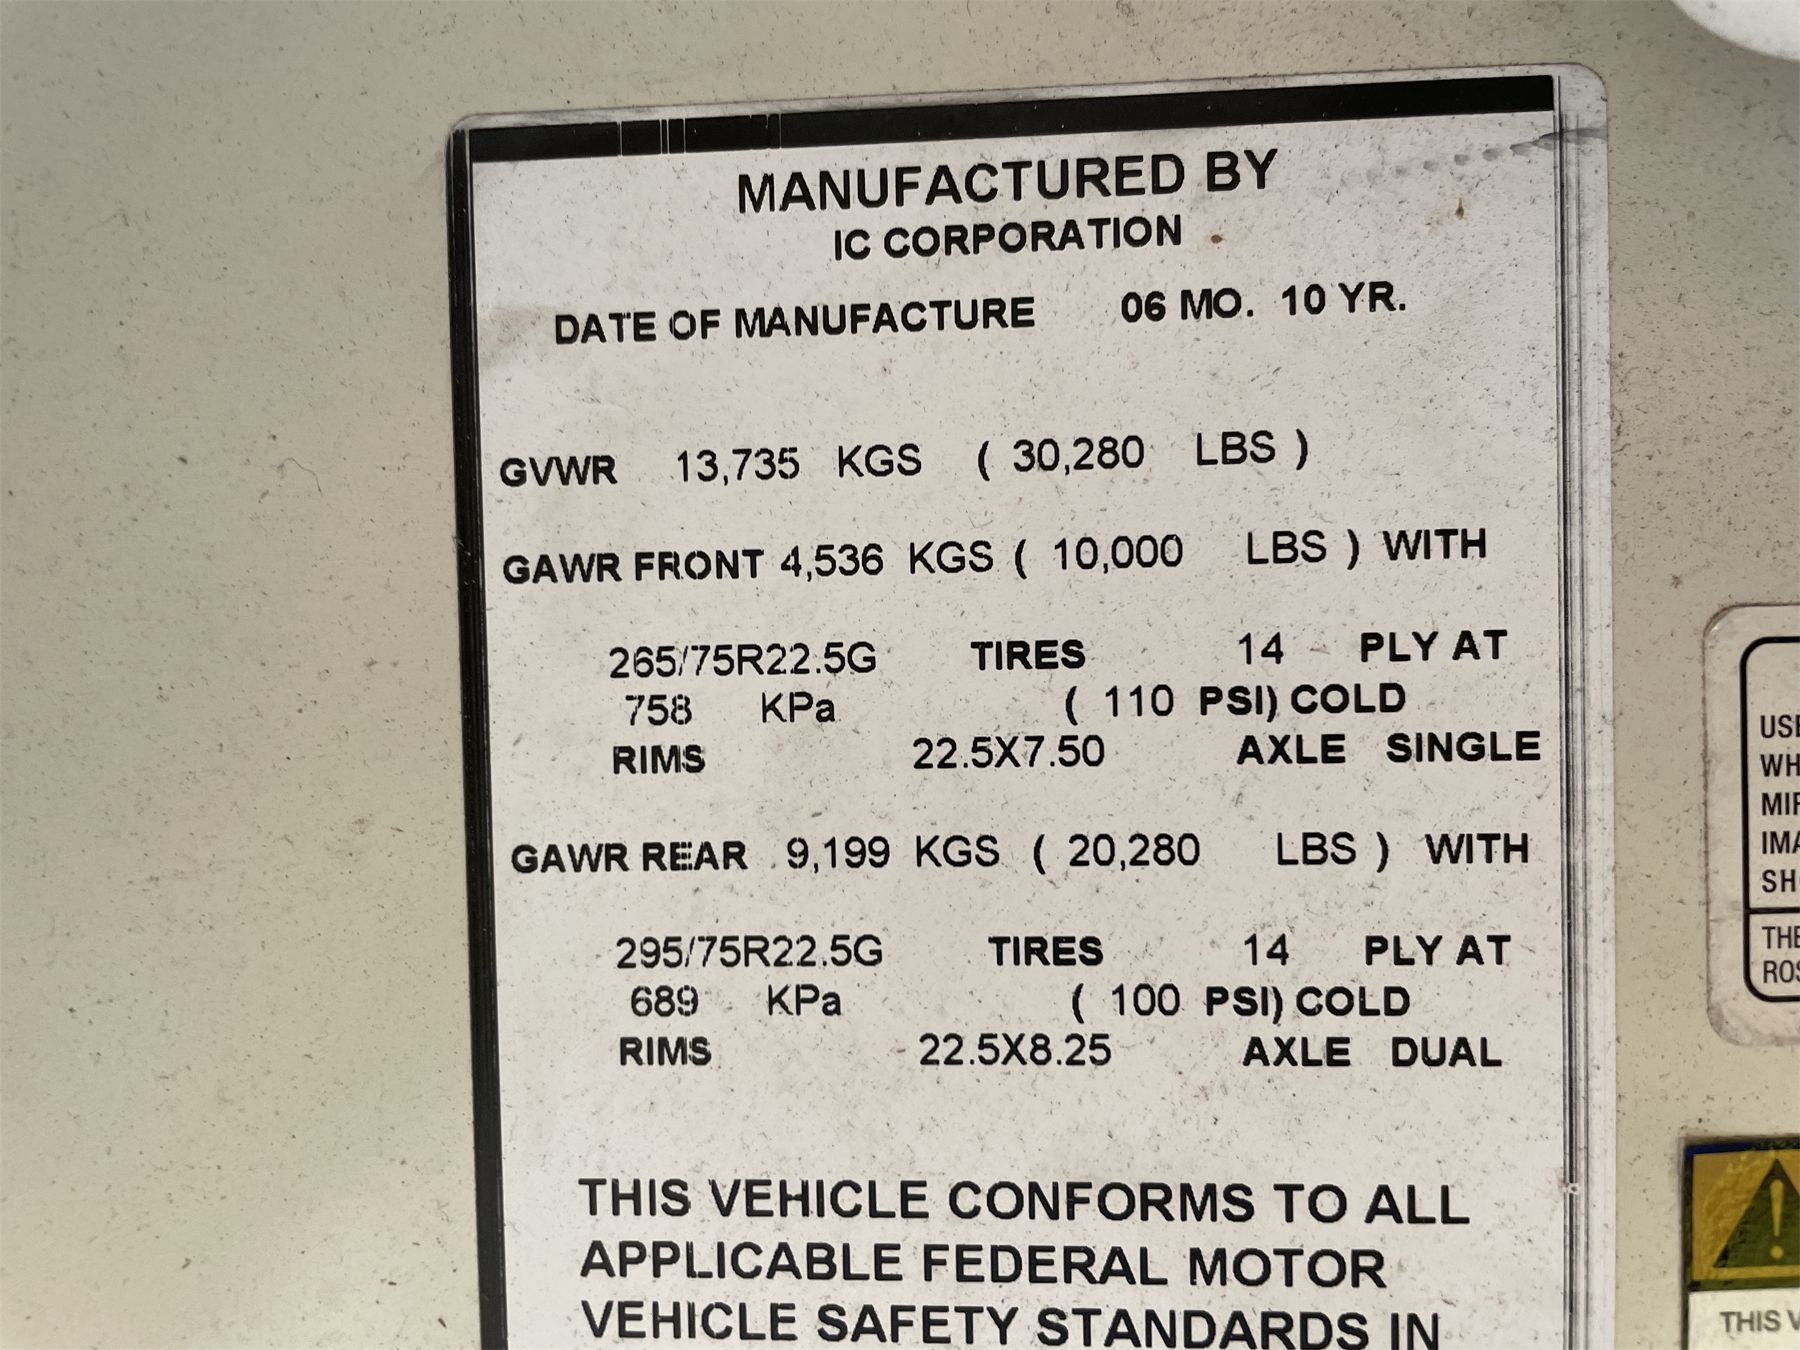 MANUFACTURED BY
IC CORPORATION
DATE OF MANUFACTURE 06 MO. 10 YR.
GVWR 13,735 KGS ( 30,280 LBS )
GAWR FRONT 4,536 KGS ( 10,000 LBS ) WITH
265/75R22.5G TIRES 14 PLY AT
758 KPa ( 110 PSI) COLD
RIMS 22.5X7.50 AXLE SINGLE
GAWR REAR 9,199 KGS ( 20,280 LBS ) WITH
295/75R22.5G TIRES 14 PLY AT
689 KPa ( 100 PSI) COLD
RIMS 22.5X8.25 AXLE DUAL
THIS VEHICLE CONFORMS TO ALL
APPLICABLE FEDERAL MOTOR
VEHICLE SAFETY STANDARDS IN
THIS